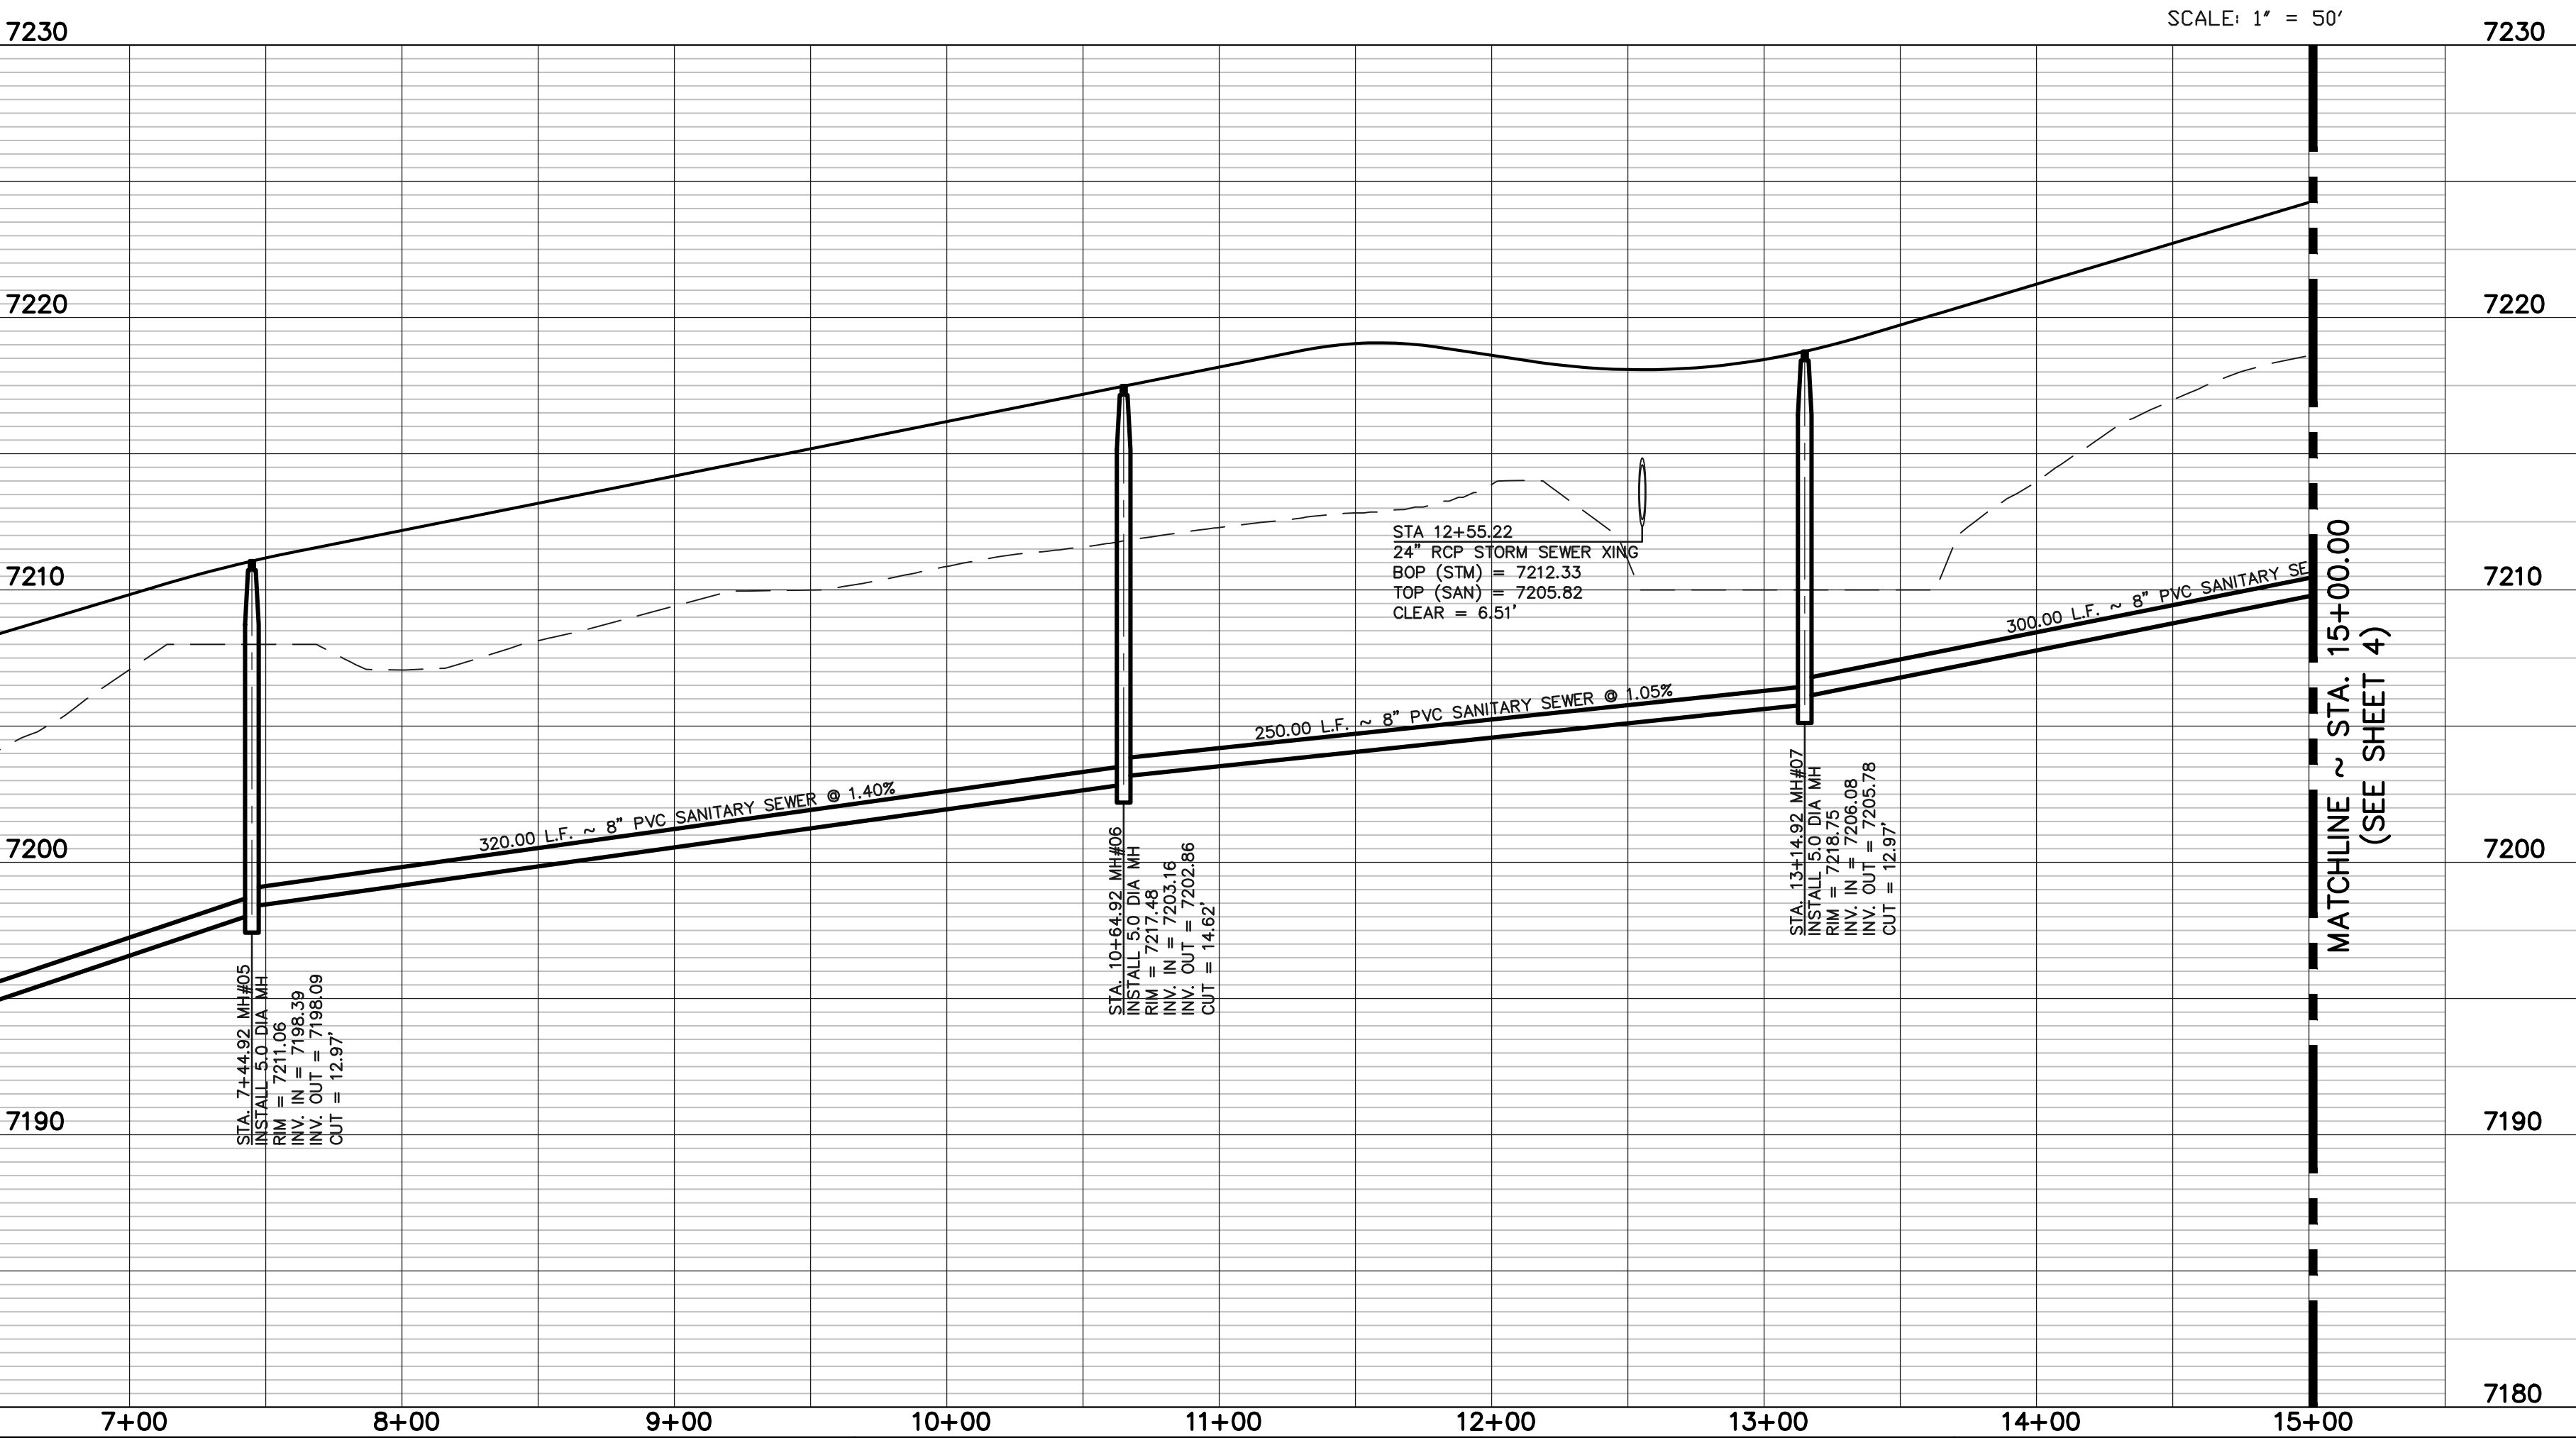 SCALE: 1" = 50'
7230
7230
7220
7220
STA 12+55.22
24" RCP STORM SEWER XING
BOP (STM) = 7212.33
TOP (SAN) = 7205.82
CLEAR = 6.51'
7210
7210
300.00 L.F. ~ 8" PVC SANITARY SE
250.00 L.F. ~ 8" PVC SANITARY SEWER @ 1.05%
320.00 L.F. ~ 8" PVC SANITARY SEWER @ 1.40%
MATCHLINE ~ STA. 15+00.00
(SEE SHEET 4)
7200
7200
STA. 7+44.92 MH#05
INSTALL 5.0 DIA MH
RIM = 7211.06
INV. IN = 7198.39
INV. OUT = 7198.09
CUT = 12.97'
STA. 10+64.92 MH#06
INSTALL 5.0 DIA MH
RIM = 7217.48
INV. IN = 7203.16
INV. OUT = 7202.86
CUT = 14.62'
STA. 13+14.92 MH#07
INSTALL 5.0 DIA MH
RIM = 7218.75
INV. IN = 7206.08
INV. OUT = 7205.78
CUT = 12.97'
7190
7190
7180
7+00 8+00 9+00 10+00 11+00 12+00 13+00 14+00 15+00